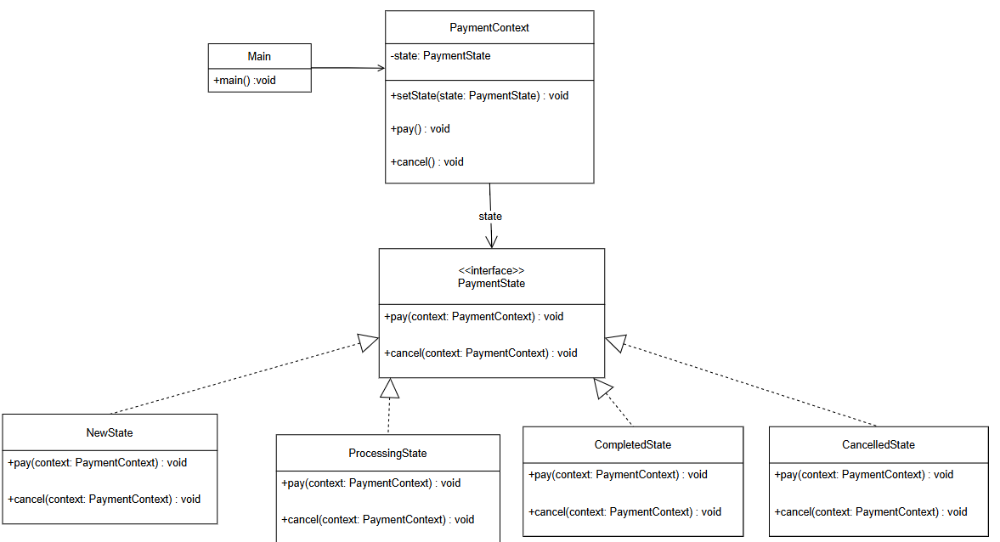 PaymentContext
-state: PaymentState
+setState(state: PaymentState) : void
+pay() : void
+cancel() : void
Main
+main() :void
state
<<interface>>
PaymentState
+pay(context: PaymentContext) : void
+cancel(context: PaymentContext) : void
NewState
+pay(context: PaymentContext) : void
+cancel(context: PaymentContext) : void
ProcessingState
+pay(context: PaymentContext) : void
+cancel(context: PaymentContext) : void
CompletedState
+pay(context: PaymentContext) : void
+cancel(context: PaymentContext) : void
CancelledState
+pay(context: PaymentContext) : void
+cancel(context: PaymentContext) : void